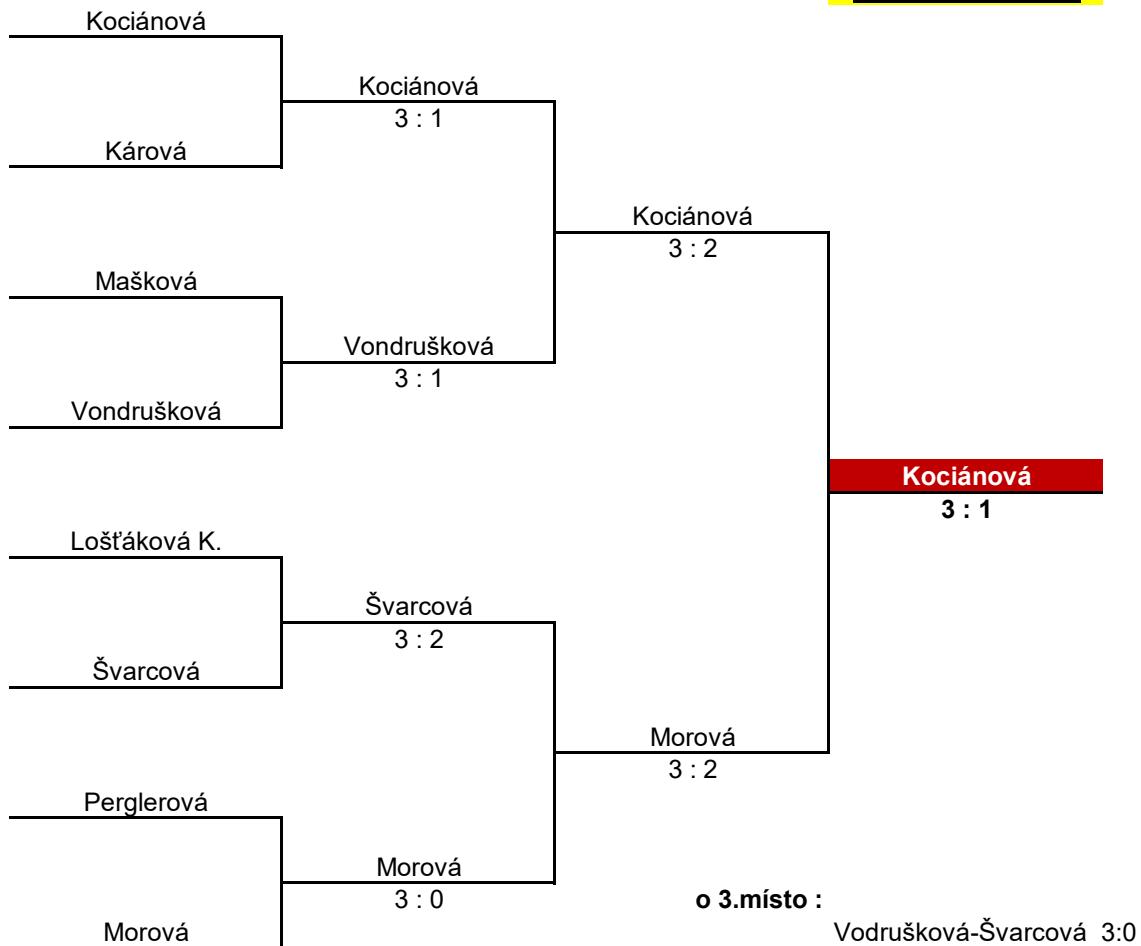 Kociánová
Kociánová
3 : 1
Kárová
Kociánová
3 : 2
Mašková
Vondrušková
3 : 1
Vondrušková
Kociánová
3 : 1
Lošťáková K.
Švarcová
3 : 2
Švarcová
Morová
3 : 2
Perglerová
Morová
3 : 0
o 3.místo :
Morová
Vodrušková-Švarcová 3:0